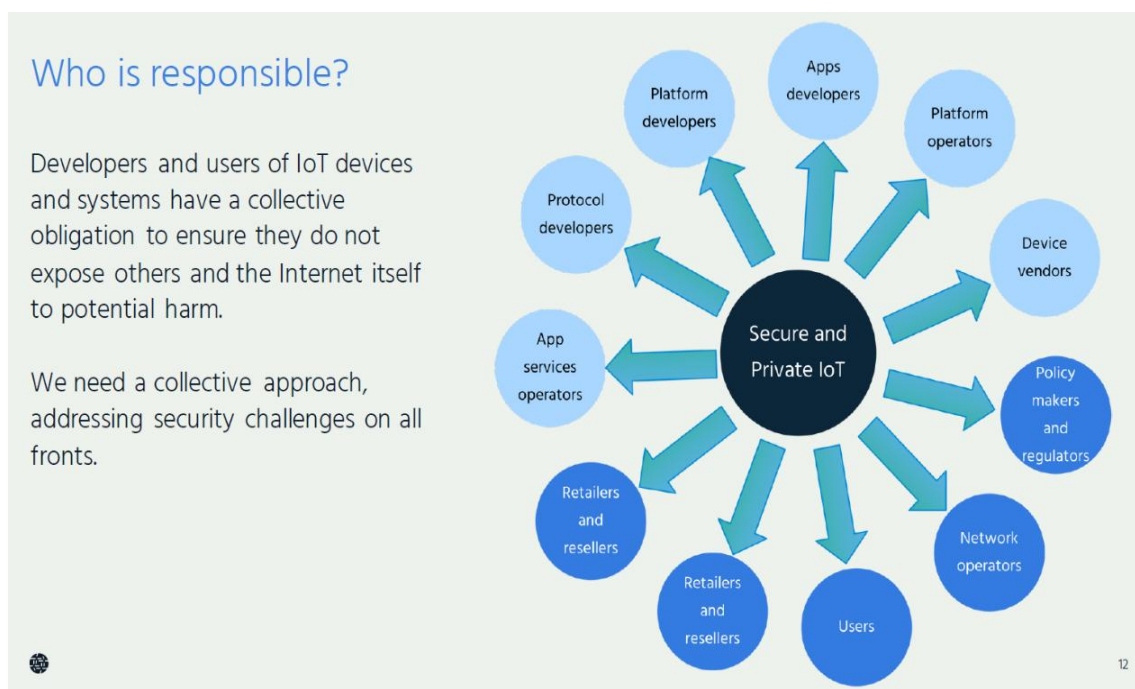 Who is responsible?
Developers and users of IoT devices
and systems have a collective
obligation to ensure they do not
expose others and the Internet itself
to potential harm.
We need a collective approach,
addressing security challenges on all
fronts.
Secure and
Private IoT
Apps
developers
Platform
operators
Device
vendors
Policy
makers
and
regulators
Network
operators
Users
Retailers
and
resellers
Retailers
and
resellers
App
services
operators
Protocol
developers
Platform
developers
12